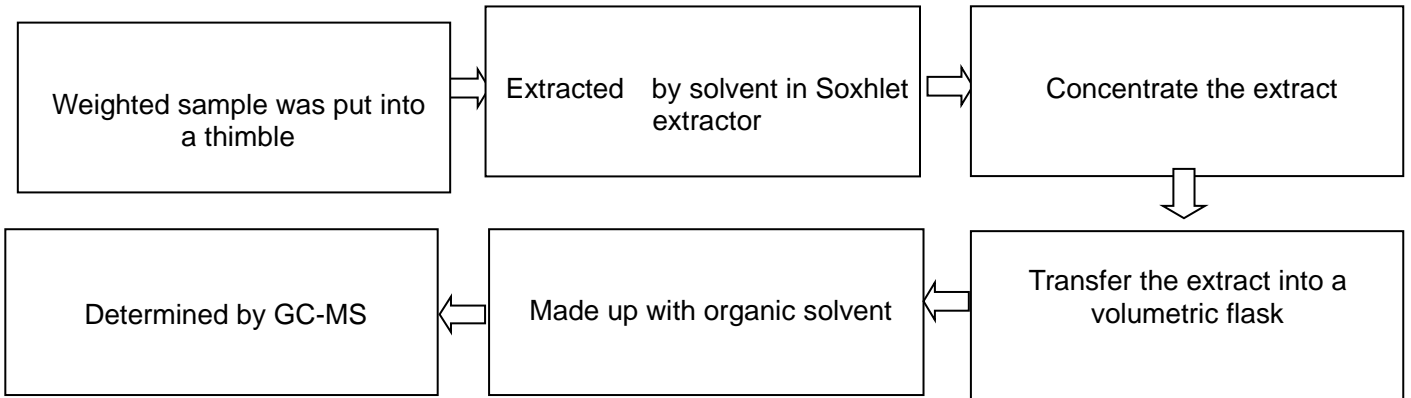 Weighted sample was put into
a thimble
Extracted by solvent in Soxhlet
extractor
Concentrate the extract
Transfer the extract into a
volumetric flask
Made up with organic solvent
Determined by GC-MS